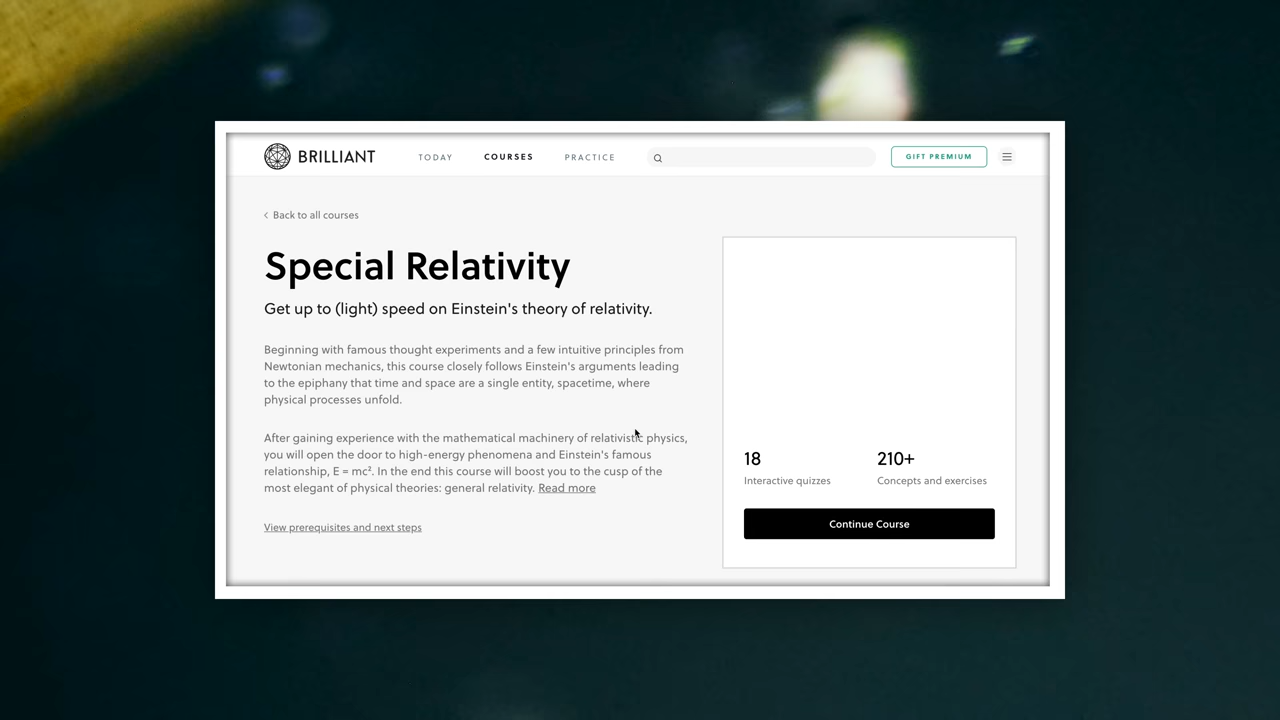 BRILLIANT
TODAY
COURSES
PRACTICE
GIFT PREMIUM
Back to all courses
Special Relativity
Get up to (light) speed on Einstein's theory of relativity.
Beginning with famous thought experiments and a few intuitive principles from
Newtonian mechanics, this course closely follows Einstein's arguments leading
to the epiphany that time and space are a single entity, spacetime, where
physical processes unfold.
After gaining experience with the mathematical machinery of relativistic physics,
you will open the door to high-energy phenomena and Einstein's famous
relationship, E = mc². In the end this course will boost you to the cusp of the
most elegant of physical theories: general relativity. Read more
View prerequisites and next steps
18
Interactive quizzes
210+
Concepts and exercises
Continue Course